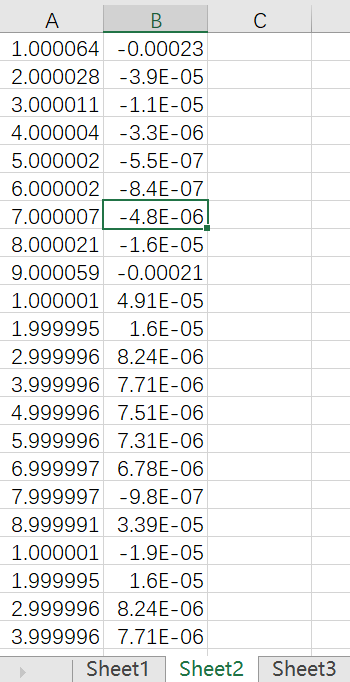 A B C
1.000064 -0.00023
2.000028 -3.9E-05
3.000011 -1.1E-05
4.000004 -3.3E-06
5.000002 -5.5E-07
6.000002 -8.4E-07
7.000007 -4.8E-06
8.000021 -1.6E-05
9.000059 -0.00021
1.000001 4.91E-05
1.999995 1.6E-05
2.999996 8.24E-06
3.999996 7.71E-06
4.999996 7.51E-06
5.999996 7.31E-06
6.999997 6.78E-06
7.999997 -9.8E-07
8.999991 3.39E-05
1.000001 -1.9E-05
1.999995 1.6E-05
2.999996 8.24E-06
3.999996 7.71E-06
Sheet1 Sheet2 Sheet3